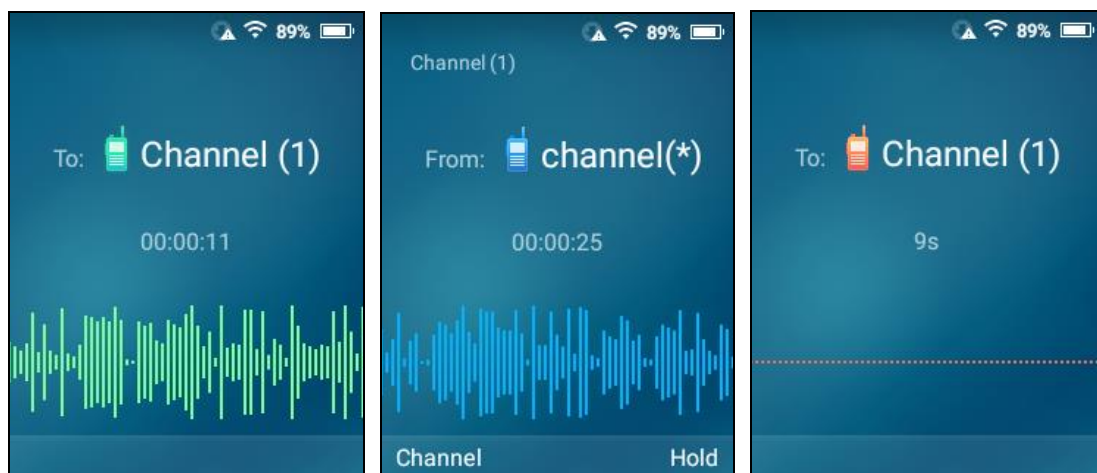 89%
To: Channel (1)
00:00:11
89%
Channel (1)
From: channel(*)
00:00:25
Channel Hold
89%
To: Channel (1)
9s